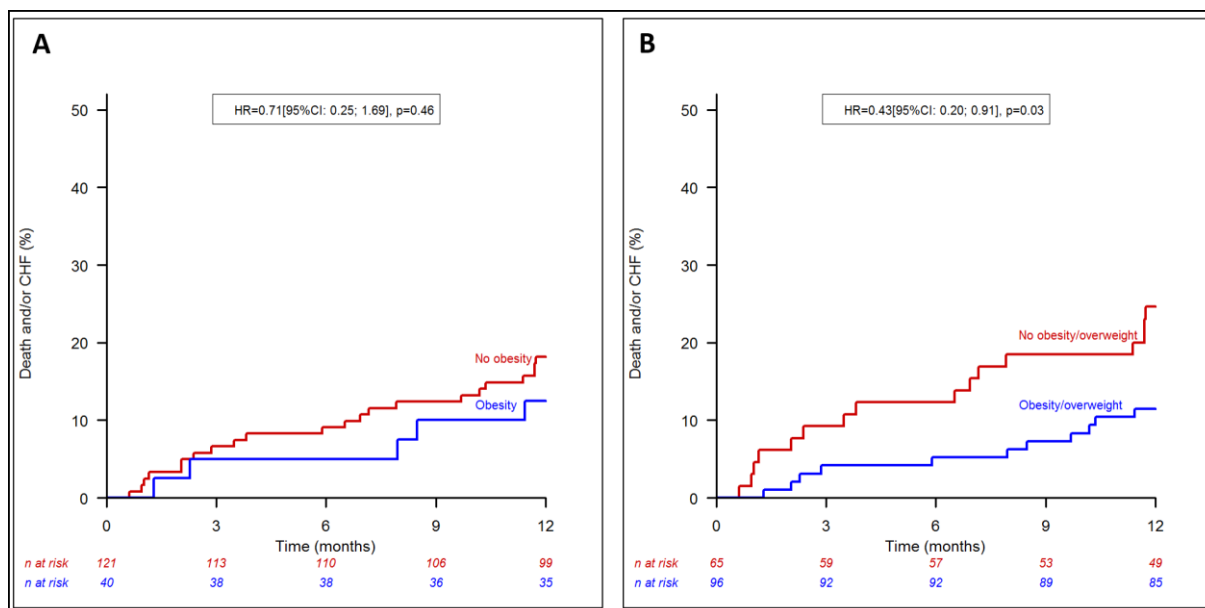 A
HR=0.71[95%CI: 0.25; 1.69], p=0.46
50
40
30
20
10
0
Death and/or CHF (%)
No obesity
Obesity
0 3 6 9 12
Time (months)
n at risk 121 113 110 106 99
n at risk 40 38 38 36 35
B
HR=0.43[95%CI: 0.20; 0.91], p=0.03
50
40
30
20
10
0
Death and/or CHF (%)
No obesity/overweight
Obesity/overweight
0 3 6 9 12
Time (months)
n at risk 65 59 57 53 49
n at risk 96 92 92 89 85